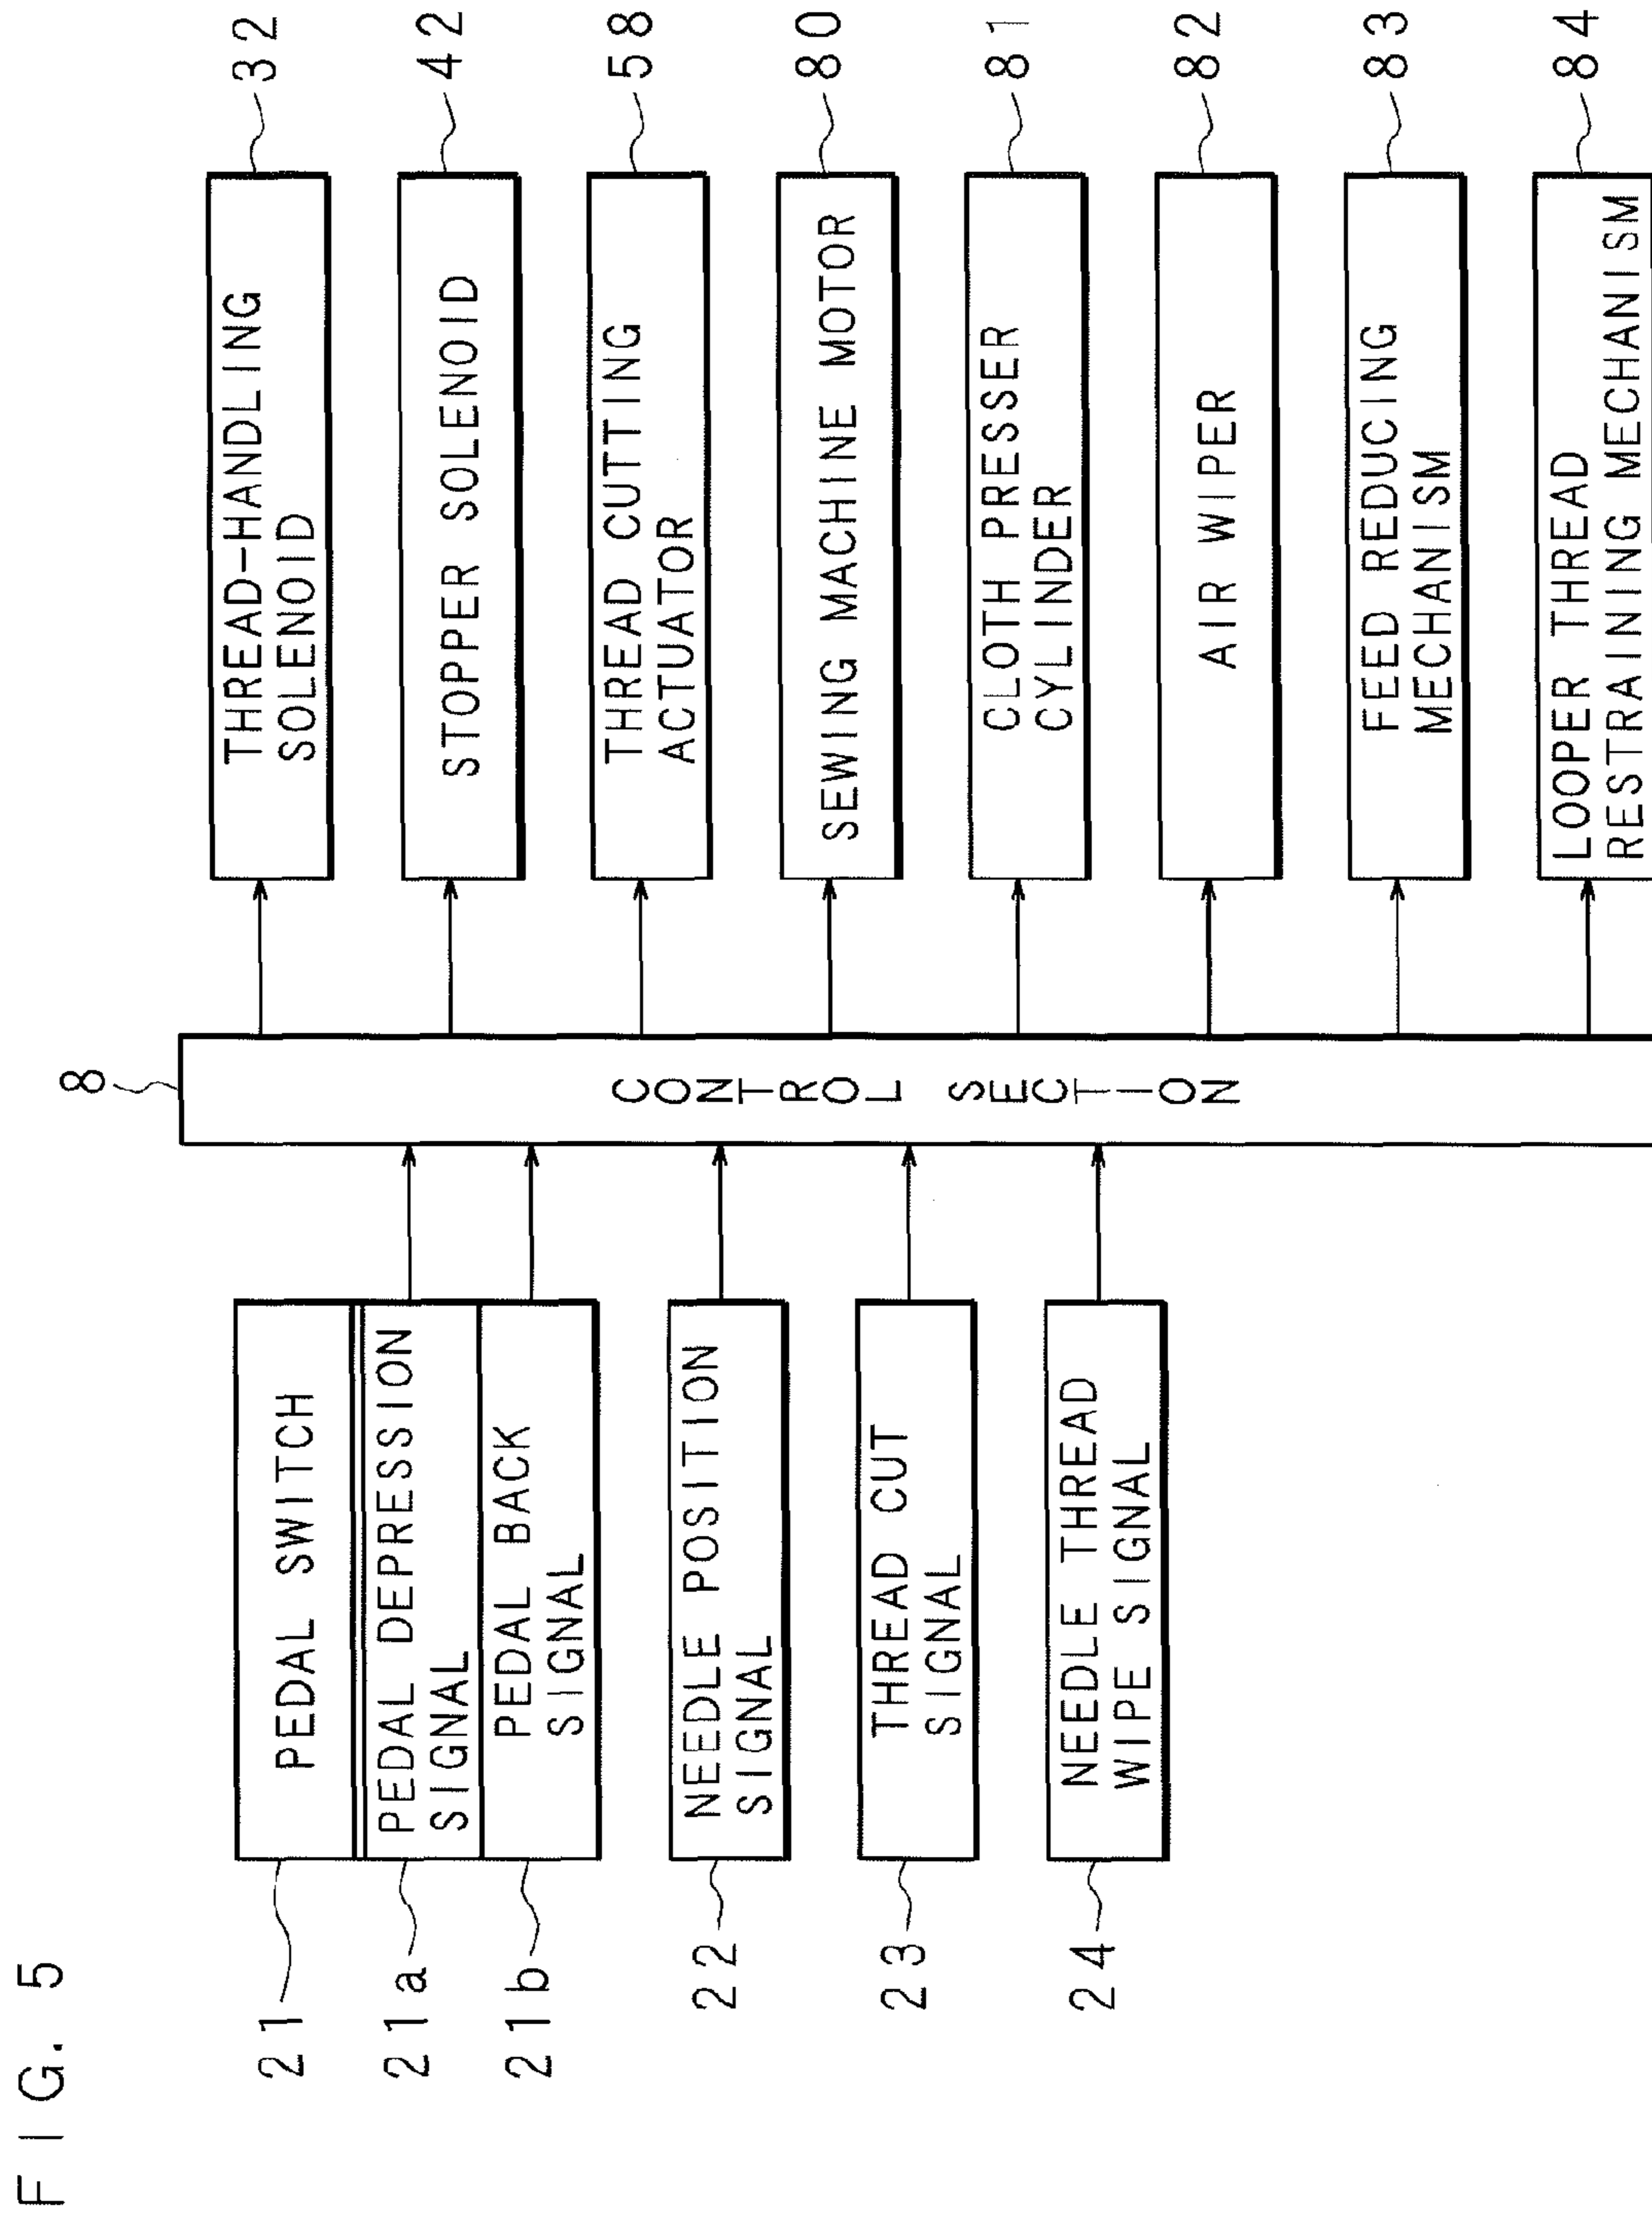 FIG. 5
8
21
PEDAL SWITCH
21a
PEDAL DEPRESSION
SIGNAL
21b
PEDAL BACK
SIGNAL
22
NEEDLE POSITION
SIGNAL
23
THREAD CUT
SIGNAL
24
NEEDLE THREAD
WIPE SIGNAL
CONTROL SECTION
THREAD-HANDLING
SOLENOID
32
STOPPER SOLENOID
42
THREAD CUTTING
ACTUATOR
58
SEWING MACHINE MOTOR
80
CLOTH PRESSER
CYLINDER
81
AIR WIPER
82
FEED REDUCING
MECHANISM
83
LOOPER THREAD
RESTRAINING MECHANISM
84